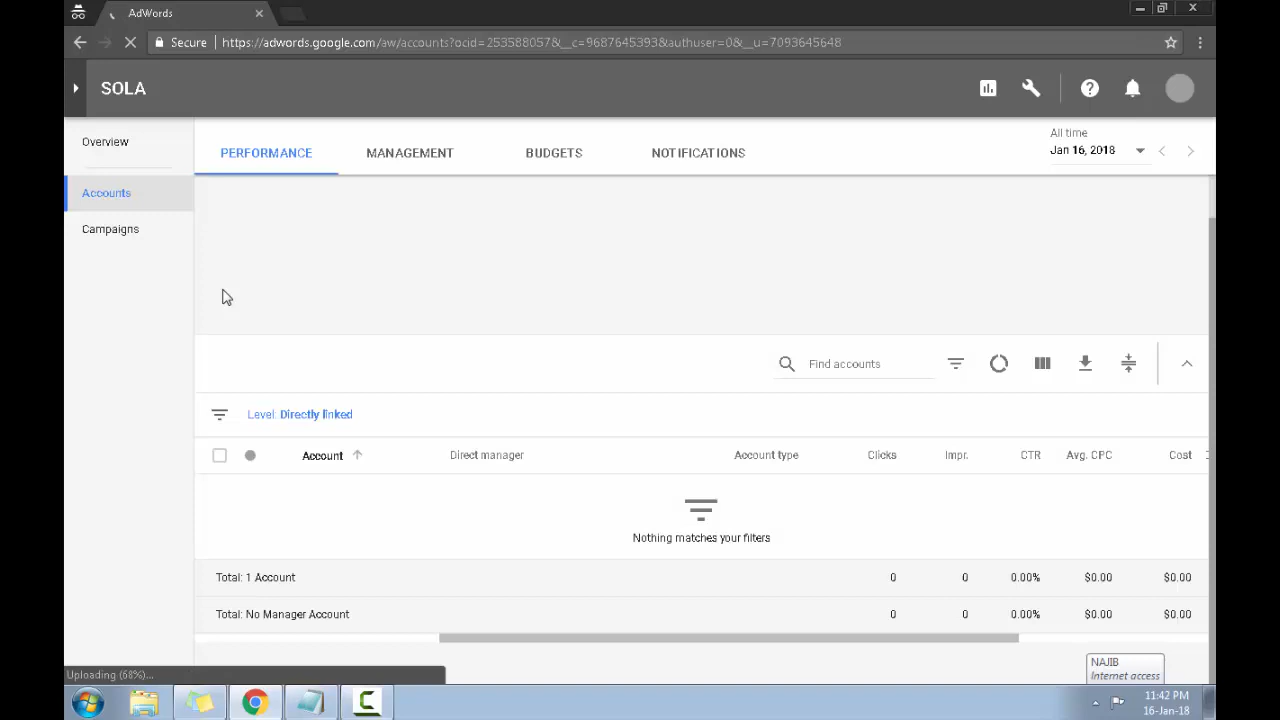 AdWords
Secure
https://adwords.google.com/aw/accounts?ocid=253588057&__c=9687645393&authuser=0&__u=7093645648
SOLA
Overview
Accounts
Campaigns
PERFORMANCE
MANAGEMENT
BUDGETS
NOTIFICATIONS
All time
Jan 16, 2018
Find accounts
Level: Directly linked
Account
Direct manager
Account type
Clicks
Impr.
CTR
Avg. CPC
Cost
Nothing matches your filters
Total: 1 Account 0 0 0.00% $0.00 $0.00
Total: No Manager Account 0 0 0.00% $0.00 $0.00
Uploading (68%)...
NAJIB
Internet access
11:42 PM
16-Jan-18